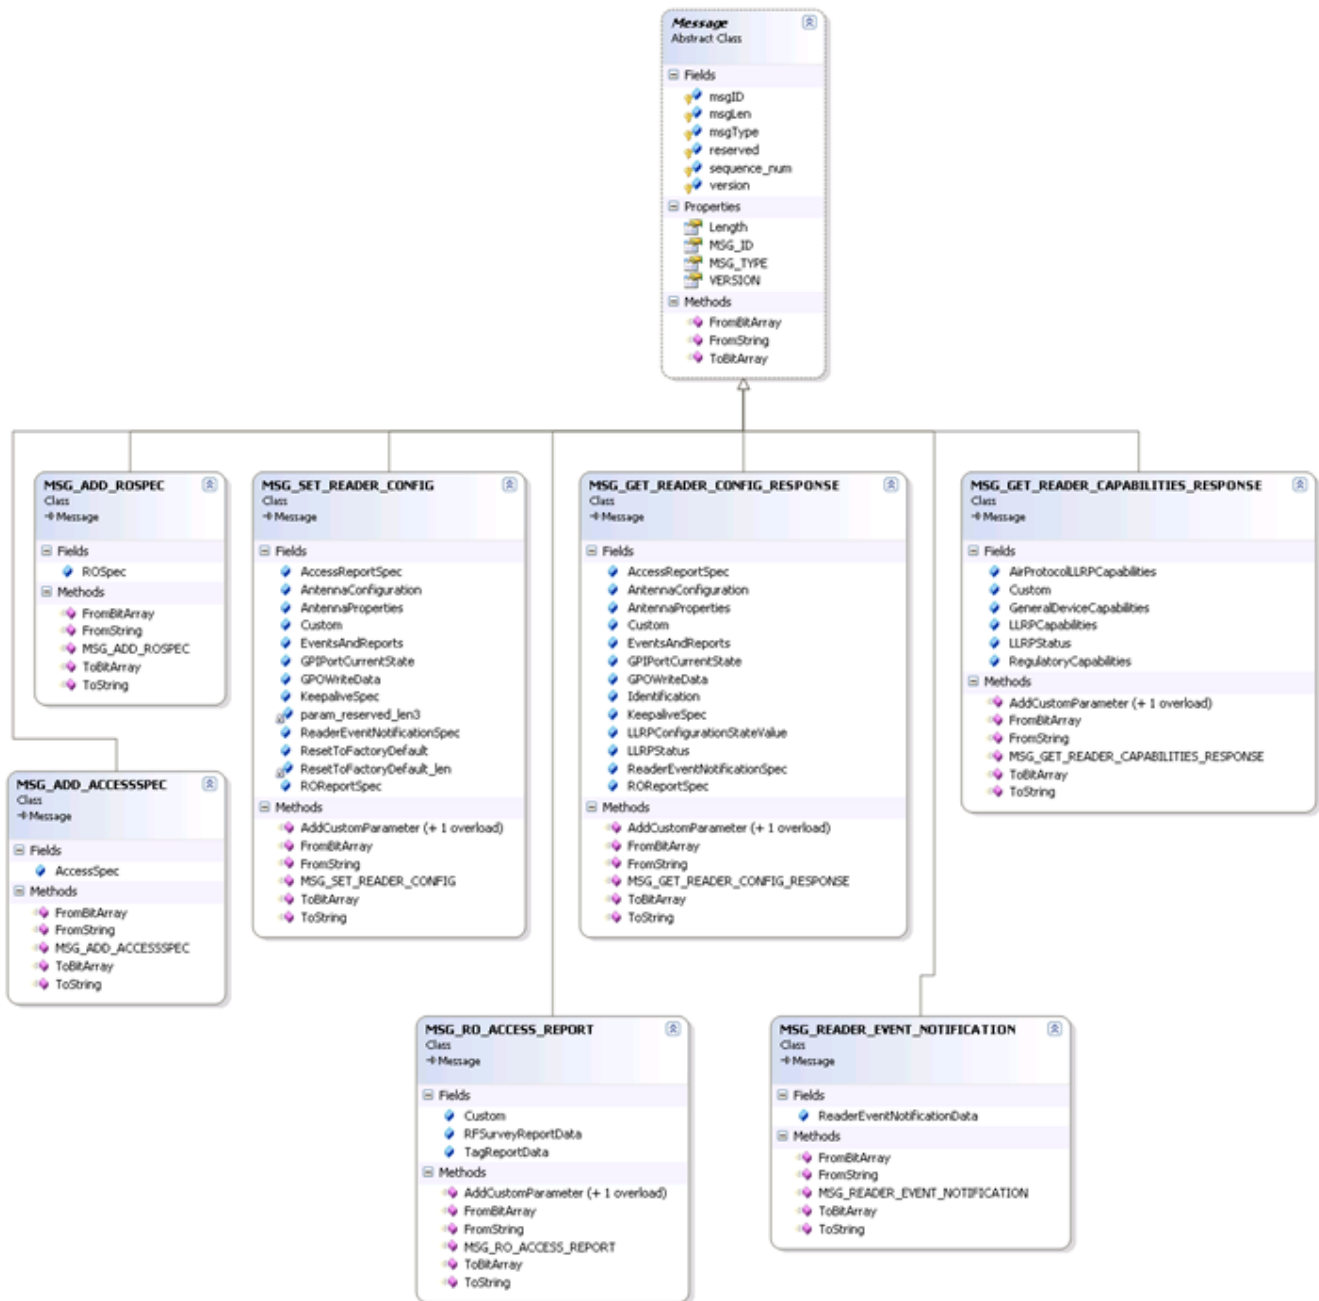 Message
Abstract Class
Fields
msgID
msgLen
msgType
reserved
sequence_num
version
Properties
Length
MSG_ID
MSG_TYPE
VERSION
Methods
FromBitArray
FromString
ToBitArray
MSG_ADD_ROSPEC
Class
Message
Fields
ROSpec
Methods
FromBitArray
FromString
MSG_ADD_ROSPEC
ToBitArray
ToString
MSG_SET_READER_CONFIG
Class
Message
Fields
AccessReportSpec
AntennaConfiguration
AntennaProperties
Custom
EventsAndReports
GPIPortCurrentState
GPOWriteData
KeepaliveSpec
param_reserved_len3
ReaderEventNotificationSpec
ResetToFactoryDefault
ResetToFactoryDefault_len
ROReportSpec
Methods
AddCustomParameter (+ 1 overload)
FromBitArray
FromString
MSG_SET_READER_CONFIG
ToBitArray
ToString
MSG_GET_READER_CONFIG_RESPONSE
Class
Message
Fields
AccessReportSpec
AntennaConfiguration
AntennaProperties
Custom
EventsAndReports
GPIPortCurrentState
GPOWriteData
Identification
KeepaliveSpec
LLRPConfigurationStateValue
LLRPStatus
ReaderEventNotificationSpec
ROReportSpec
Methods
AddCustomParameter (+ 1 overload)
FromBitArray
FromString
MSG_GET_READER_CONFIG_RESPONSE
ToBitArray
ToString
MSG_GET_READER_CAPABILITIES_RESPONSE
Class
Message
Fields
AirProtocolLLRPCapabilities
Custom
GeneralDeviceCapabilities
LLRPCapabilities
LLRPStatus
RegulatoryCapabilities
Methods
AddCustomParameter (+ 1 overload)
FromBitArray
FromString
MSG_GET_READER_CAPABILITIES_RESPONSE
ToBitArray
ToString
MSG_ADD_ACCESSSPEC
Class
Message
Fields
AccessSpec
Methods
FromBitArray
FromString
MSG_ADD_ACCESSSPEC
ToBitArray
ToString
MSG_RO_ACCESS_REPORT
Class
Message
Fields
Custom
RFSurveyReportData
TagReportData
Methods
AddCustomParameter (+ 1 overload)
FromBitArray
FromString
MSG_RO_ACCESS_REPORT
ToBitArray
ToString
MSG_READER_EVENT_NOTIFICATION
Class
Message
Fields
ReaderEventNotificationData
Methods
FromBitArray
FromString
MSG_READER_EVENT_NOTIFICATION
ToBitArray
ToString